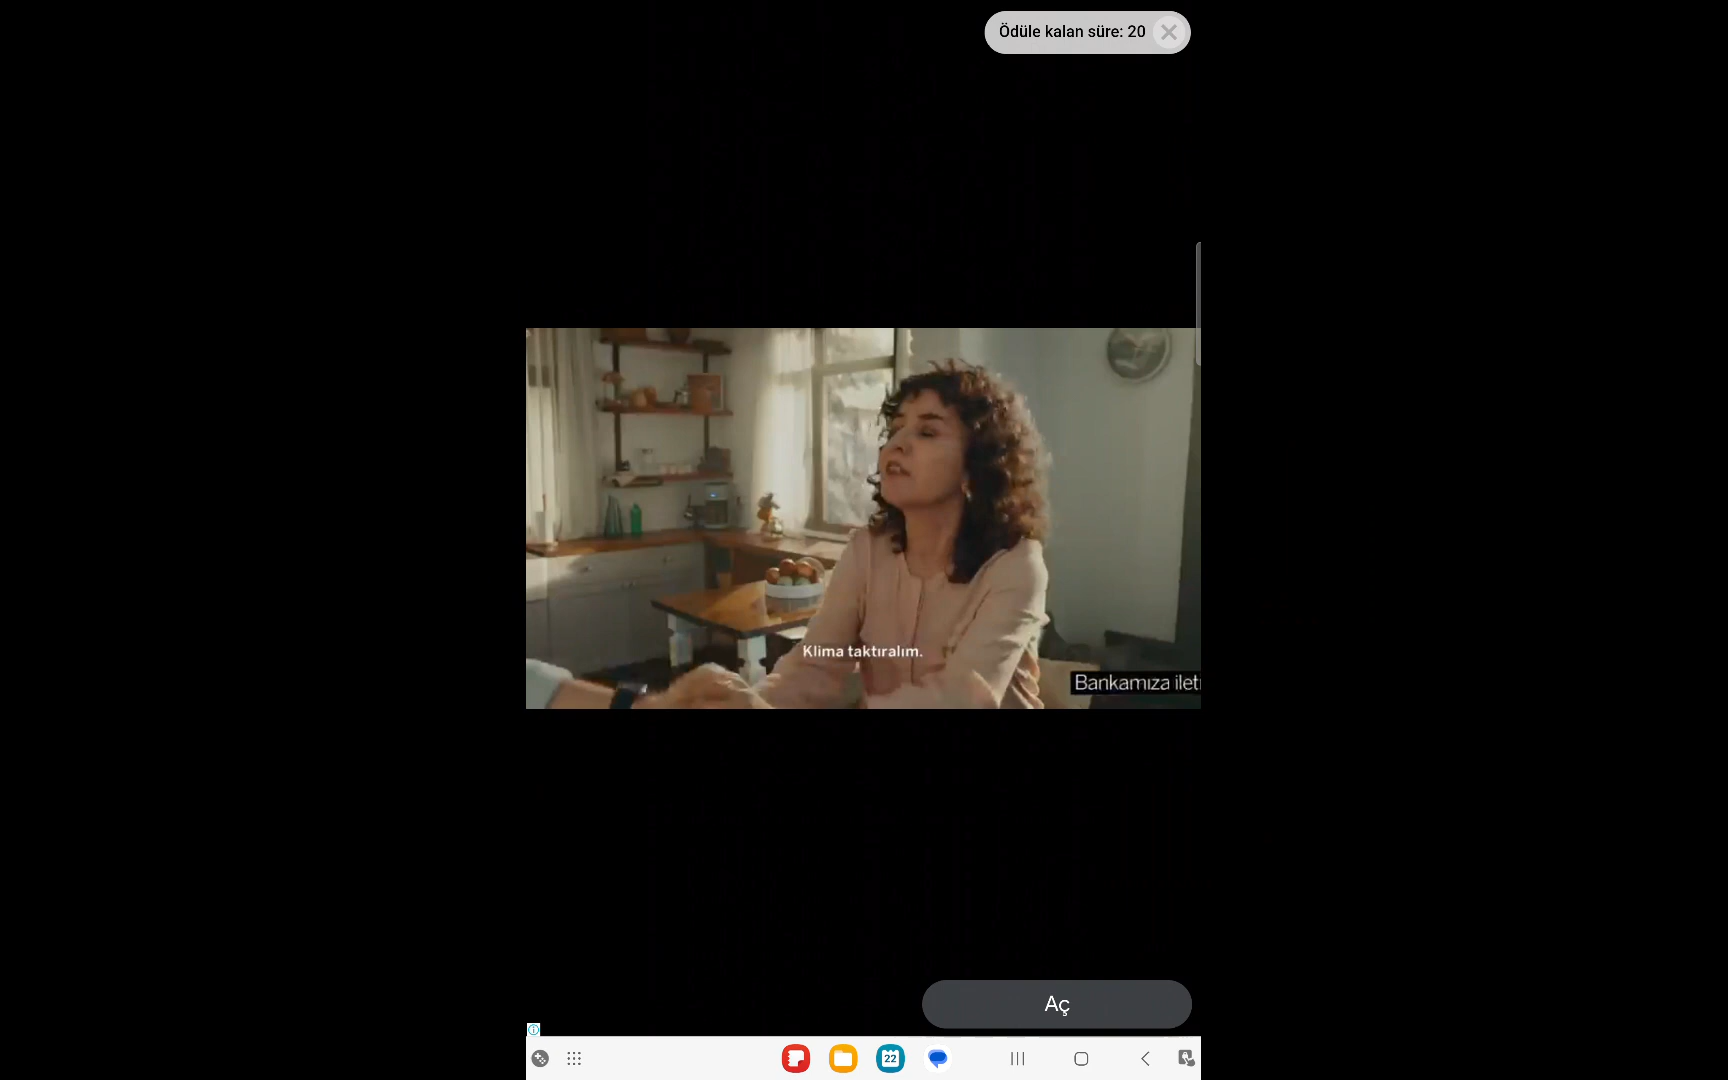 Ödüle kalan süre: 20
Klima taktıralım.
Bankamıza ilet
Aç
22